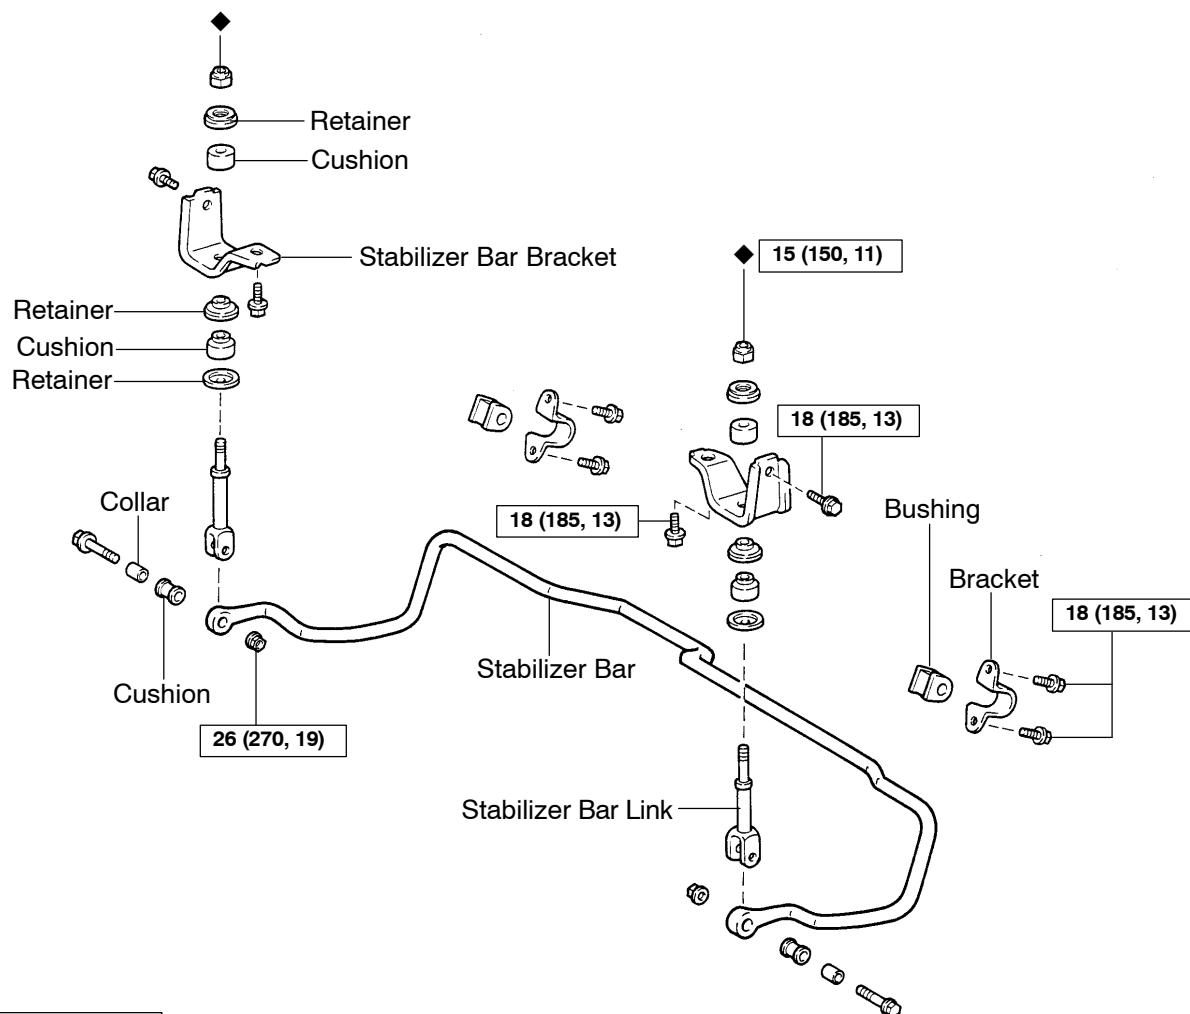 Retainer
Cushion
Stabilizer Bar Bracket
15 (150, 11)
Retainer
Cushion
Retainer
18 (185, 13)
Collar
18 (185, 13)
Bushing
Bracket
18 (185, 13)
Stabilizer Bar
Cushion
26 (270, 19)
Stabilizer Bar Link